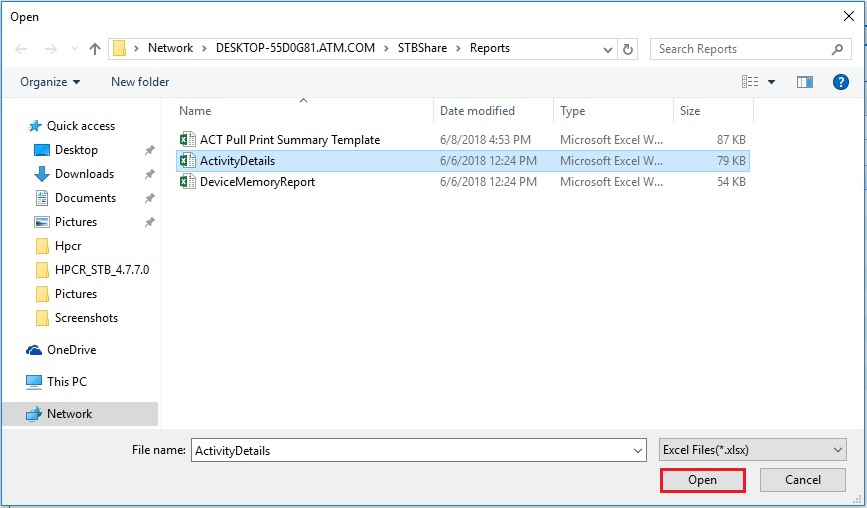 Open
Network > DESKTOP-55D0G81.ATM.COM > STBShare > Reports
Search Reports
Organize New folder
?
Name Date modified Type Size
ACT Pull Print Summary Template 6/8/2018 4:53 PM Microsoft Excel W... 87 KB
ActivityDetails 6/6/2018 12:24 PM Microsoft Excel W... 79 KB
DeviceMemoryReport 6/6/2018 12:24 PM Microsoft Excel W... 54 KB
Quick access
Desktop
Downloads
Documents
Pictures
Hpcr
HPCR_STB_4.7.7.0
Pictures
Screenshots
OneDrive
This PC
Network
File name: ActivityDetails Excel Files(*.xlsx)
Open Cancel